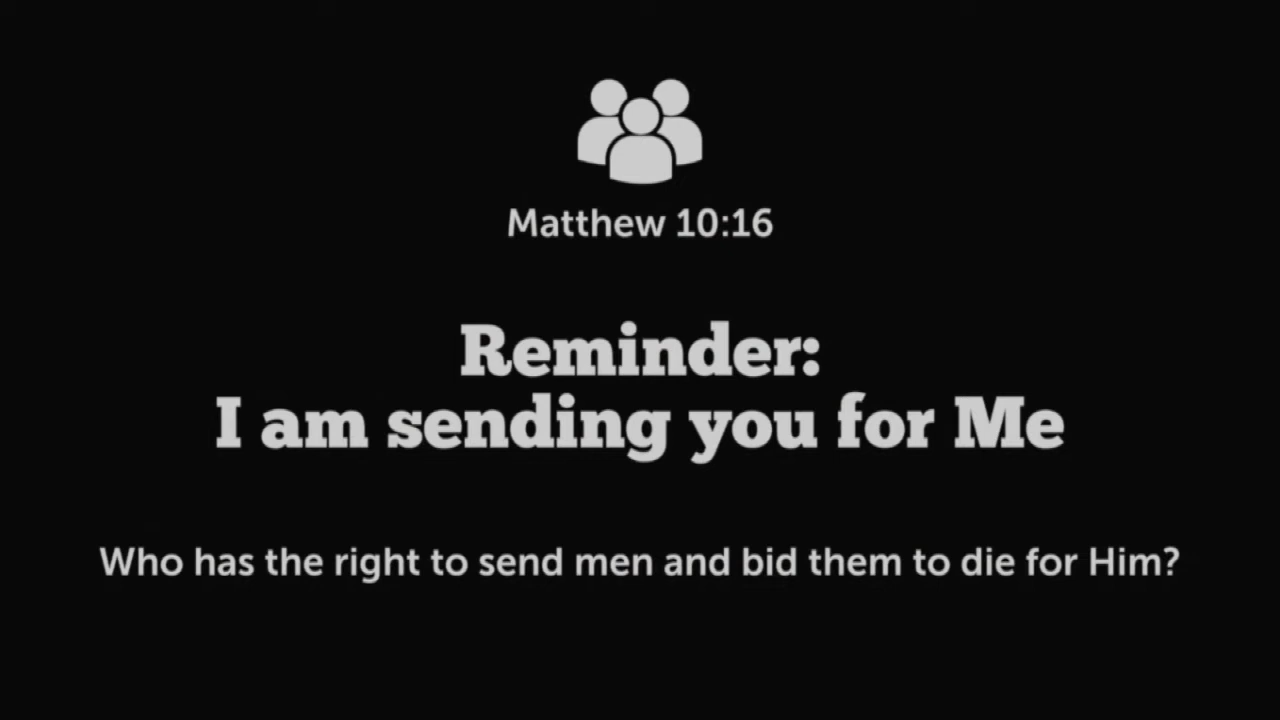 Matthew 10:16
Reminder:
I am sending you for Me
Who has the right to send men and bid them to die for Him?